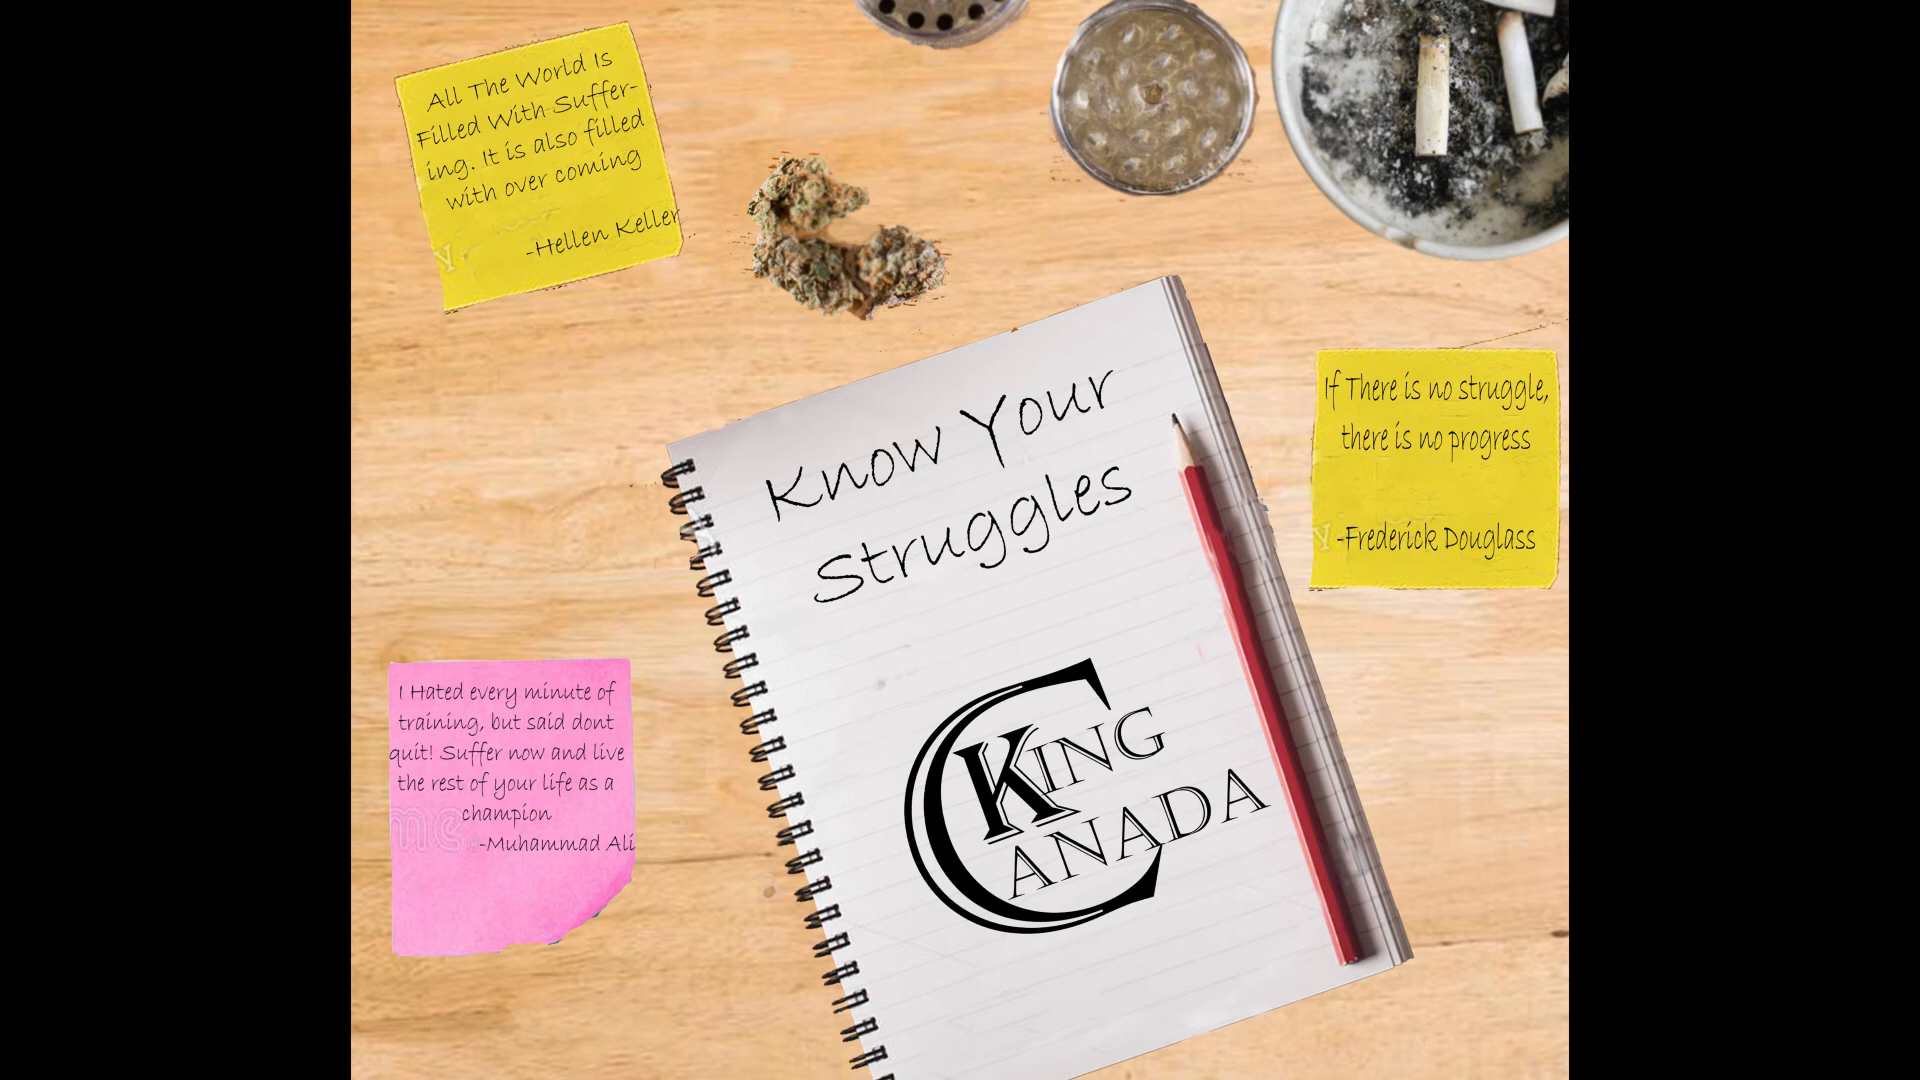 All The World Is
Filled With Suffer-
ing. It is also filled
with over coming
-Hellen Keller
Know Your
Struggles
If There is no struggle,
there is no progress
-Frederick Douglass
I Hated every minute of
training, but said dont
quit! Suffer now and live
the rest of your life as a
champion
-Muhammad Ali
KING
CANADA